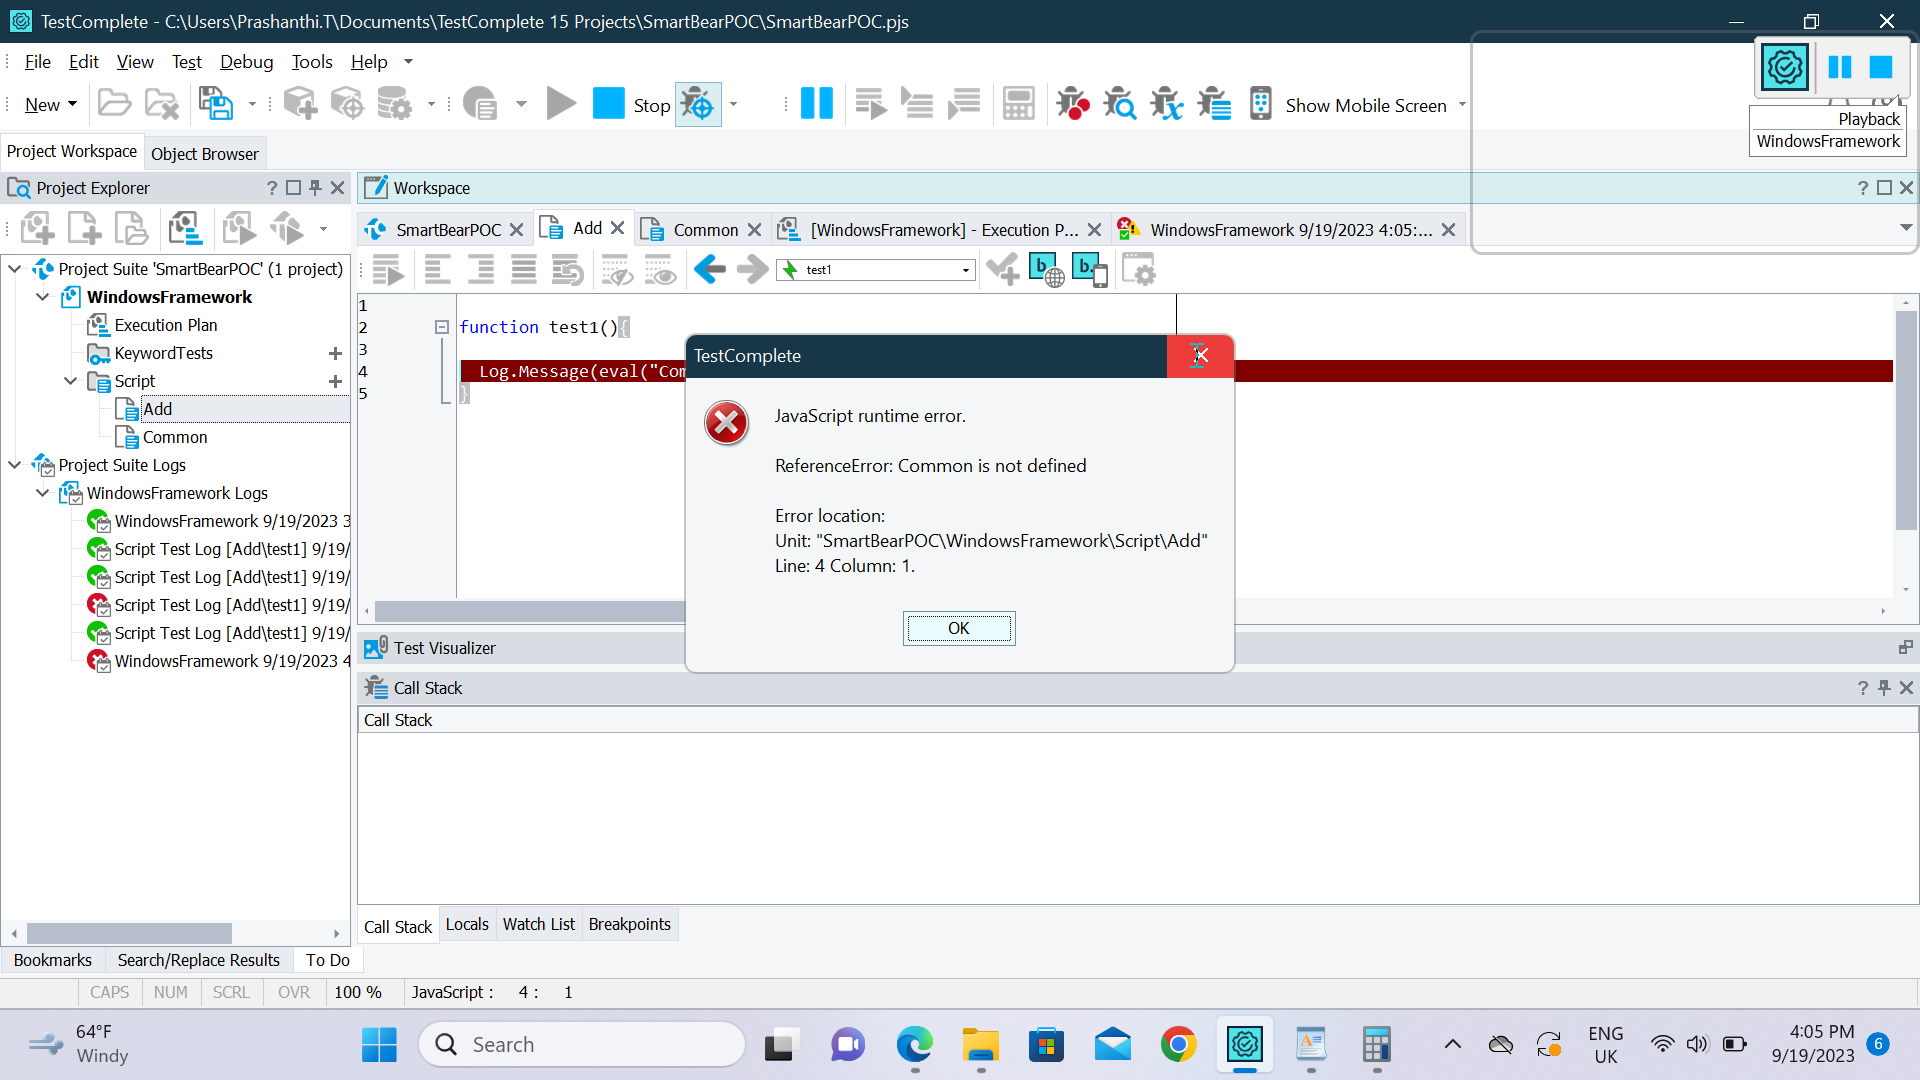 TestComplete - C:\Users\Prashanthi.T\Documents\TestComplete 15 Projects\SmartBearPOC\SmartBearPOC.pjs
File Edit View Test Debug Tools Help
New Stop Show Mobile Screen
Playback
WindowsFramework
Project Workspace Object Browser
Project Explorer ?
Workspace ?
SmartBearPOC Add Common [WindowsFramework] - Execution P... WindowsFramework 9/19/2023 4:05:...
test1
Project Suite 'SmartBearPOC' (1 project)
WindowsFramework
Execution Plan
KeywordTests
Script
Add
Common
Project Suite Logs
WindowsFramework Logs
WindowsFramework 9/19/2023 3
Script Test Log [Add\test1] 9/19/
Script Test Log [Add\test1] 9/19/
Script Test Log [Add\test1] 9/19/
Script Test Log [Add\test1] 9/19/
WindowsFramework 9/19/2023 4
1
2 function test1(){
3
4 Log.Message(eval("Com
5 }
TestComplete
JavaScript runtime error.
ReferenceError: Common is not defined
Error location:
Unit: "SmartBearPOC\WindowsFramework\Script\Add"
Line: 4 Column: 1.
OK
Test Visualizer
Call Stack ?
Call Stack
Call Stack Locals Watch List Breakpoints
Bookmarks Search/Replace Results To Do
CAPS NUM SCRL OVR 100 % JavaScript : 4 : 1
64°F
Windy
Search
ENG
UK
4:05 PM
9/19/2023
6